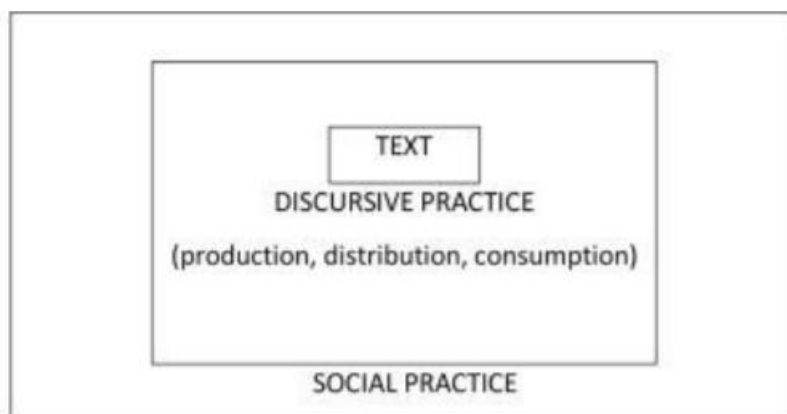 TEXT
DISCURSIVE PRACTICE
(production, distribution, consumption)
SOCIAL PRACTICE